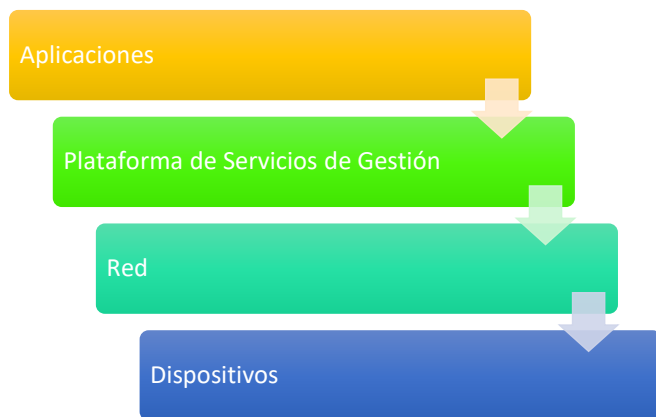 Aplicaciones
Plataforma de Servicios de Gestión
Red
Dispositivos